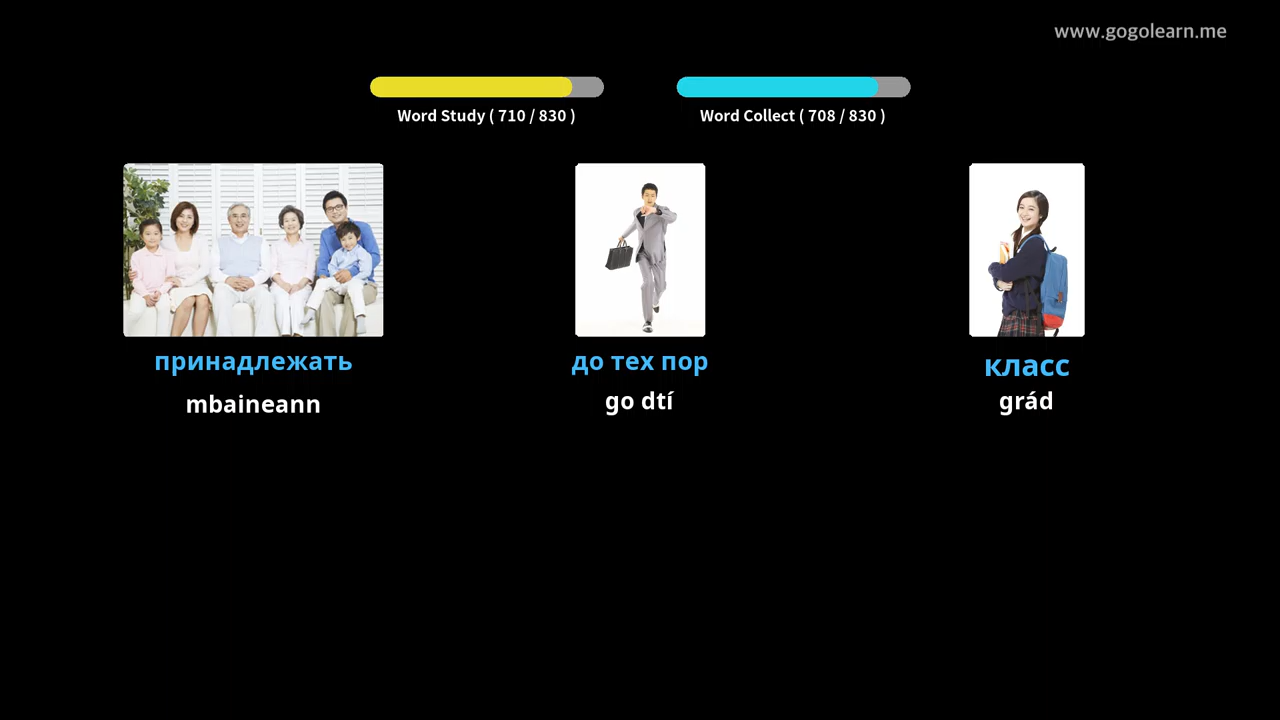 www.gogolearn.me
Word Study ( 710 / 830 )
Word Collect ( 708 / 830 )
принадлежать
до тех пор
класс
mbaineann
go dtí
grád